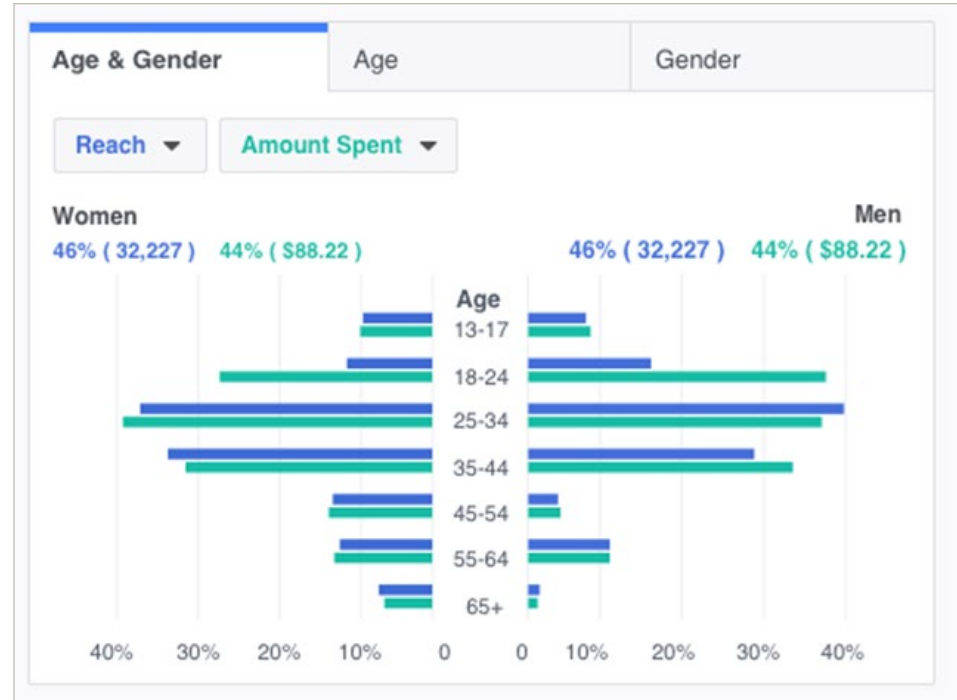 Age & Gender
Age
Gender
Reach
Amount Spent
Women
Men
46% ( 32,227 )
44% ( $88.22 )
46% ( 32,227 )
44% ( $88.22 )
Age
13-17
18-24
25-34
35-44
45-54
55-64
65+
40% 30% 20% 10% 0 0 10% 20% 30% 40%